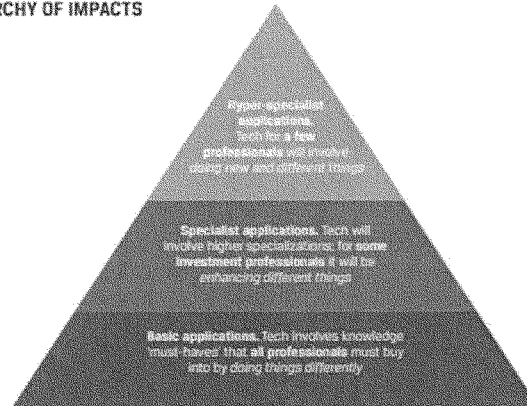 RCHY OF IMPACTS
Hyper-specialist
applications.
Tech for a few
professionals will involve
doing new and different things
Specialist applications. Tech will
involve higher specializations; for some
investment professionals it will be
enhancing different things
Basic applications. Tech involves knowledge
'must-haves' that all professionals must buy
into by doing things differently